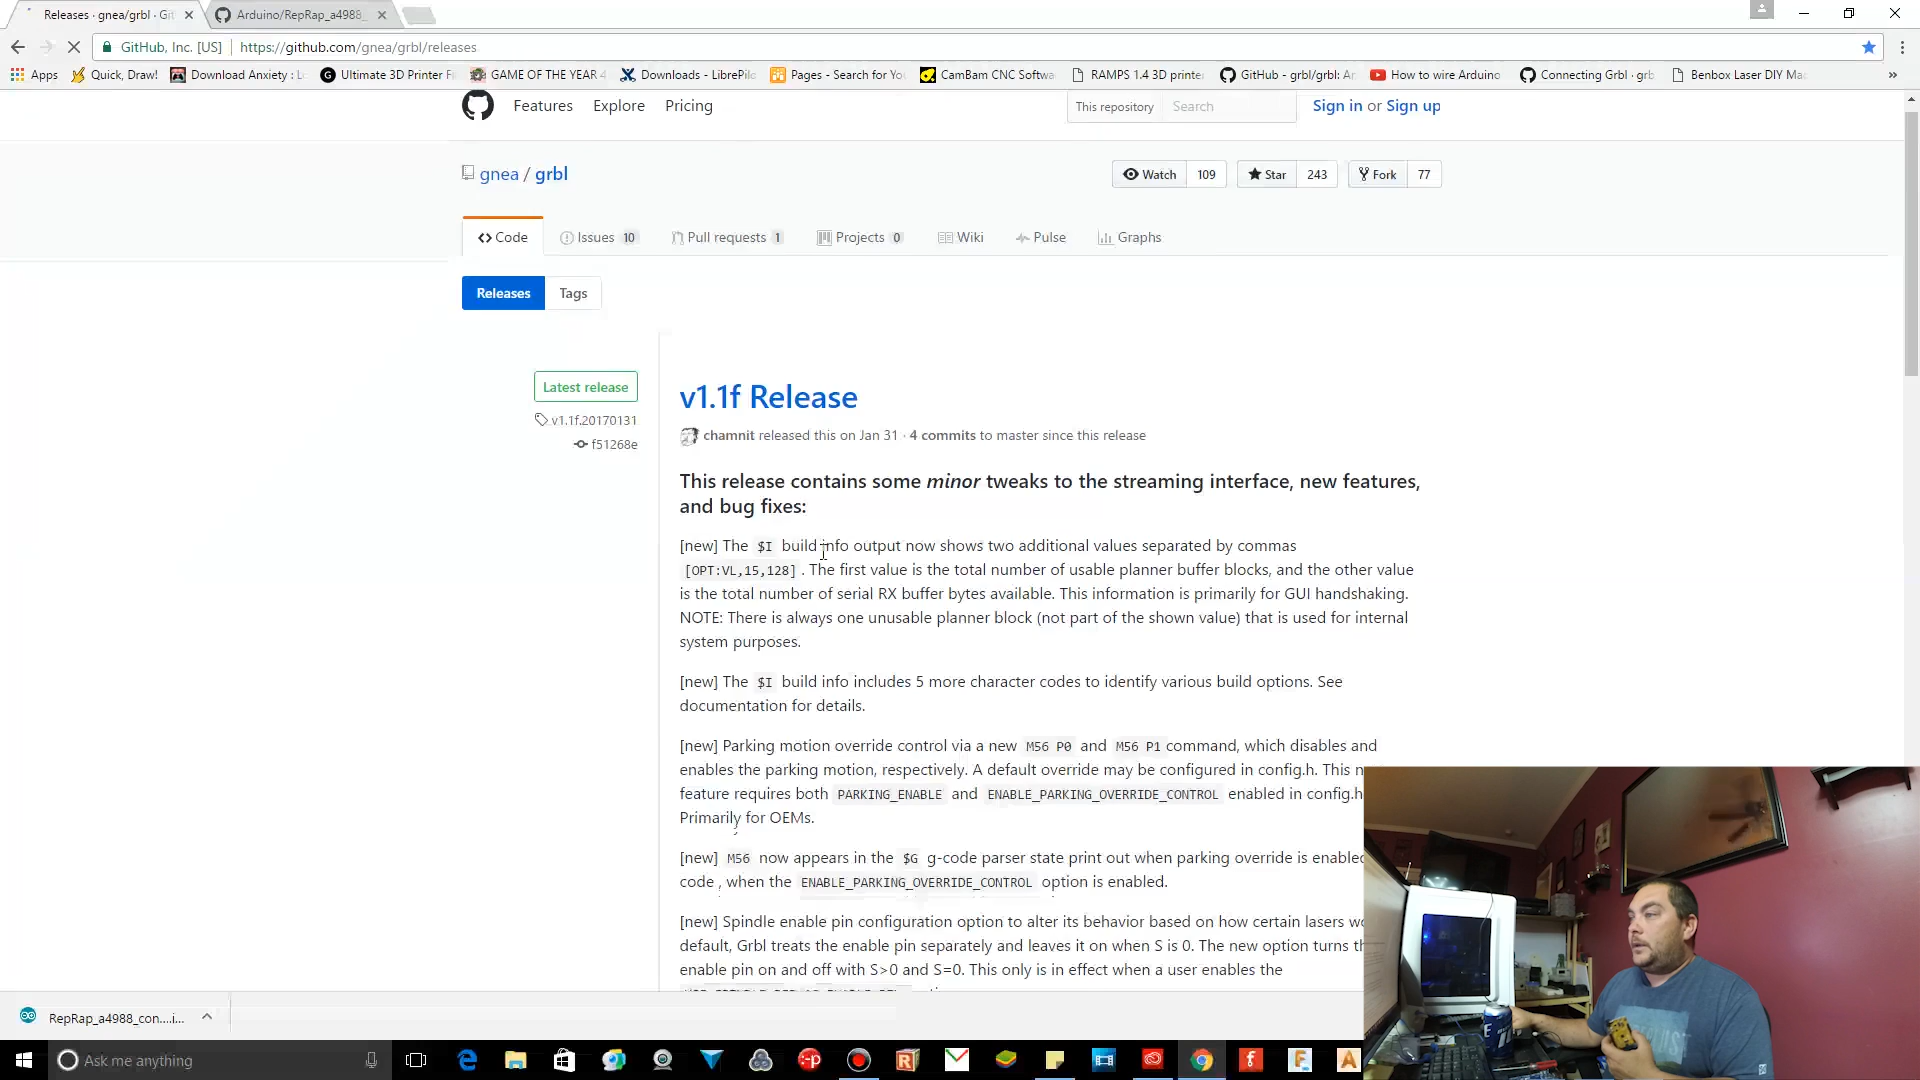 Releases · gnea/grbl · Gi
Arduino/RepRap_a4988_
GitHub, Inc. [US]
https://github.com/gnea/grbl/releases
Apps
Quick, Draw!
Download Anxiety : L
Ultimate 3D Printer F
GAME OF THE YEAR 4
Downloads - LibrePilo
Pages - Search for Yo
CamBam CNC Softwa
RAMPS 1.4 3D printe
GitHub - grbl/grbl: Ar
How to wire Arduino
Connecting Grbl · grb
Benbox Laser DIY Ma
»
Features
Explore
Pricing
This repository
Search
Sign in or Sign up
gnea / grbl
Watch 109
Star 243
Fork 77
Code
Issues 10
Pull requests 1
Projects 0
Wiki
Pulse
Graphs
Releases
Tags
Latest release
v1.1f.20170131
f51268e
v1.1f Release
chamnit released this on Jan 31 · 4 commits to master since this release
This release contains some minor tweaks to the streaming interface, new features,
and bug fixes:
[new] The $I build info output now shows two additional values separated by commas
[OPT:VL,15,128] . The first value is the total number of usable planner buffer blocks, and the other value
is the total number of serial RX buffer bytes available. This information is primarily for GUI handshaking.
NOTE: There is always one unusable planner block (not part of the shown value) that is used for internal
system purposes.
[new] The $I build info includes 5 more character codes to identify various build options. See
documentation for details.
[new] Parking motion override control via a new M56 P0 and M56 P1 command, which disables and
enables the parking motion, respectively. A default override may be configured in config.h. This n
feature requires both PARKING_ENABLE and ENABLE_PARKING_OVERRIDE_CONTROL enabled in config.h
Primarily for OEMs.
[new] M56 now appears in the $G g-code parser state print out when parking override is enabled
code , when the ENABLE_PARKING_OVERRIDE_CONTROL option is enabled.
[new] Spindle enable pin configuration option to alter its behavior based on how certain lasers wo
default, Grbl treats the enable pin separately and leaves it on when S is 0. The new option turns th
enable pin on and off with S>0 and S=0. This only is in effect when a user enables the
RepRap_a4988_con....i...
Ask me anything